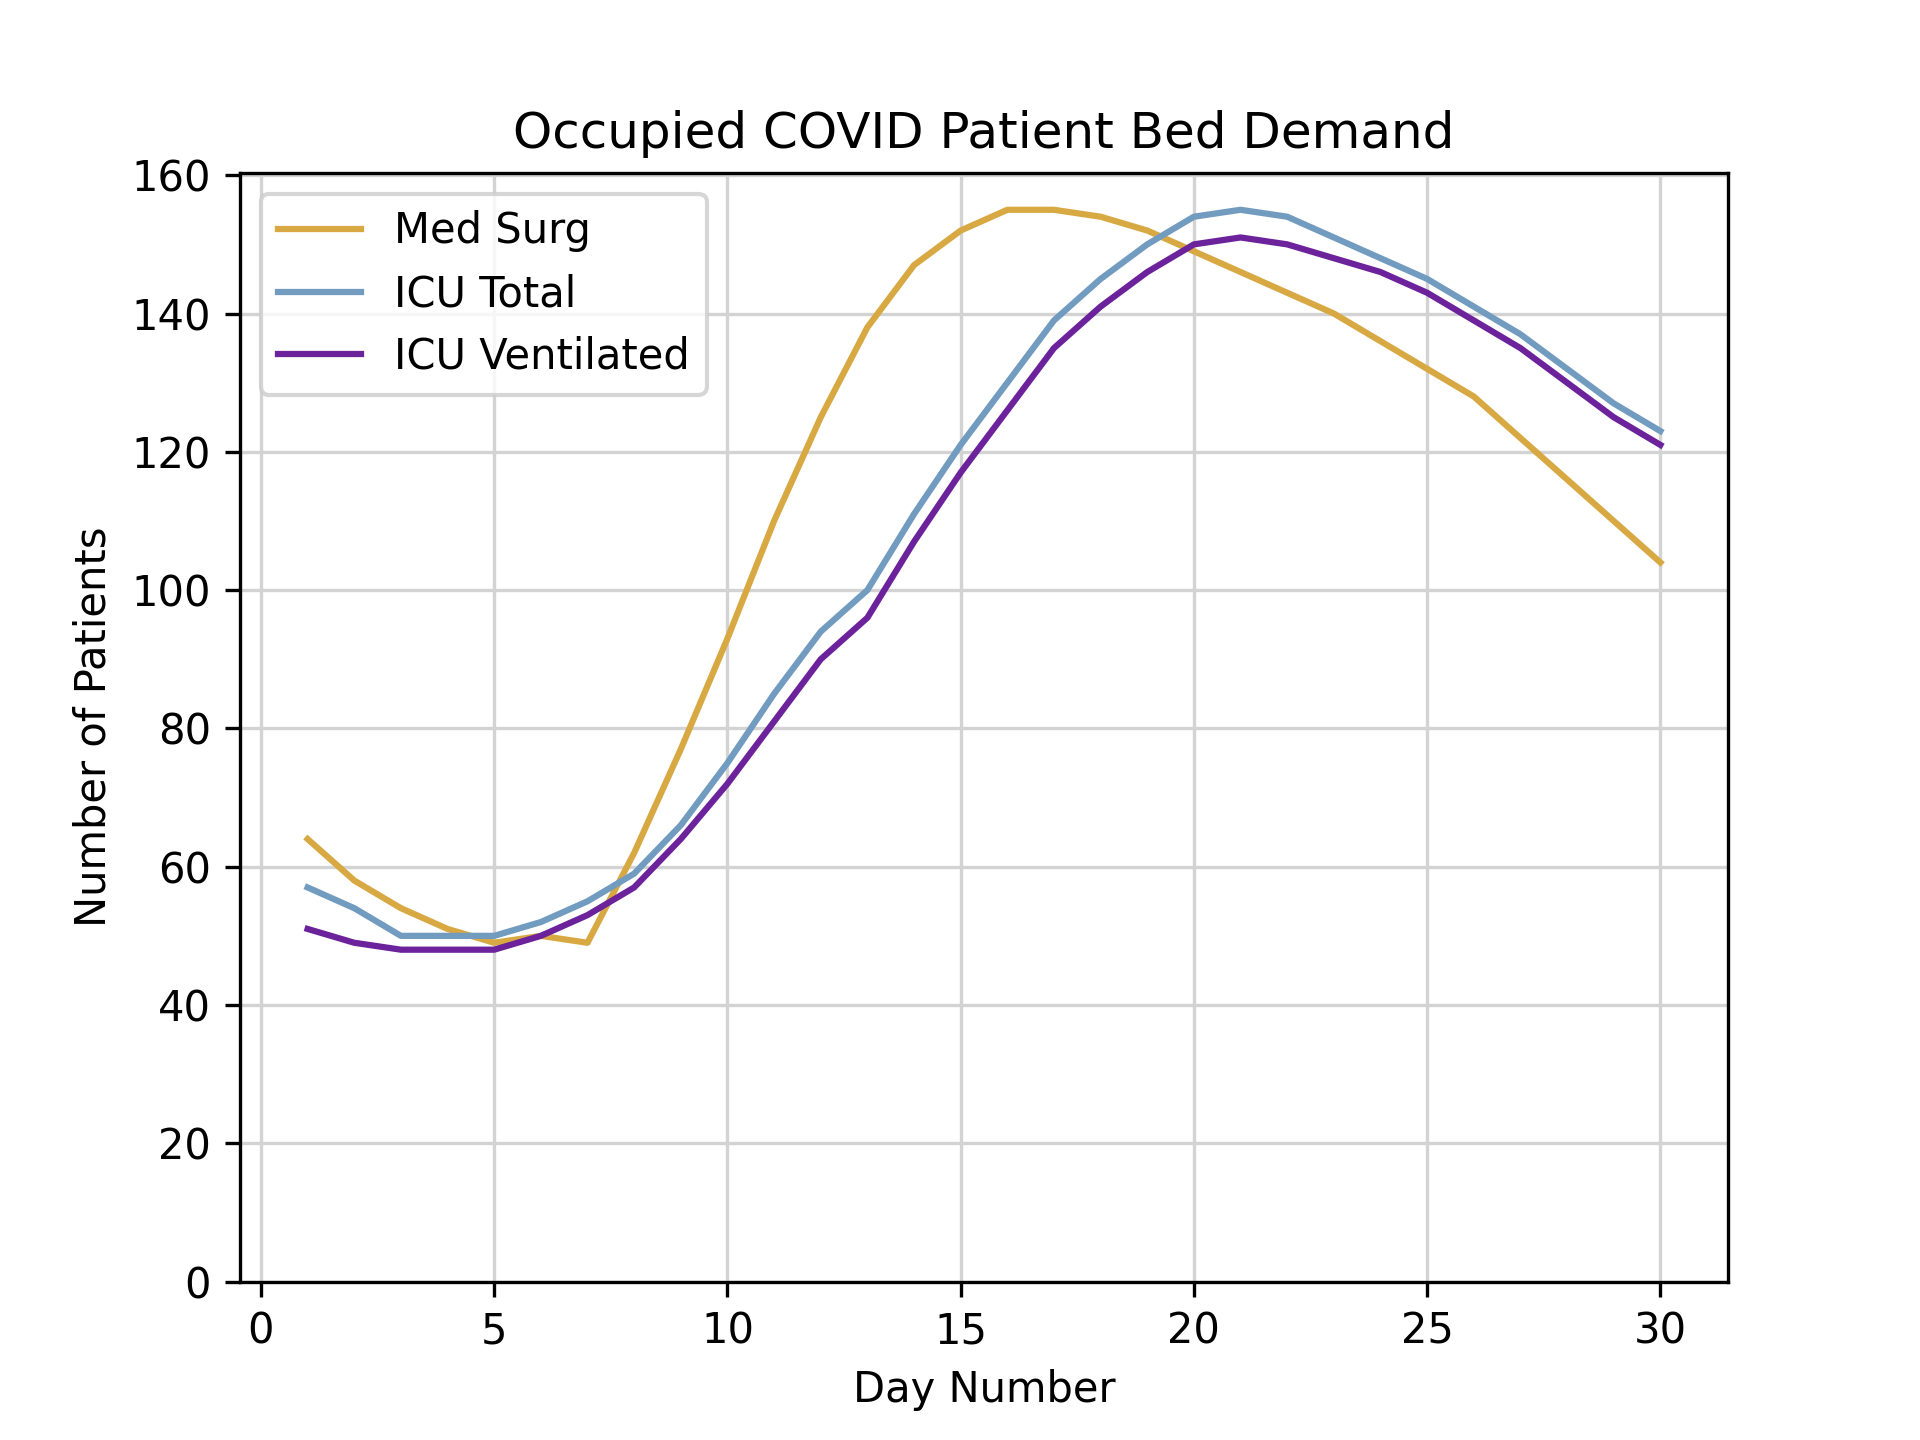 Occupied COVID Patient Bed Demand
160
140
120
100
80
60
40
20
0
Number of Patients
Med Surg
ICU Total
ICU Ventilated
0 5 10 15 20 25 30
Day Number